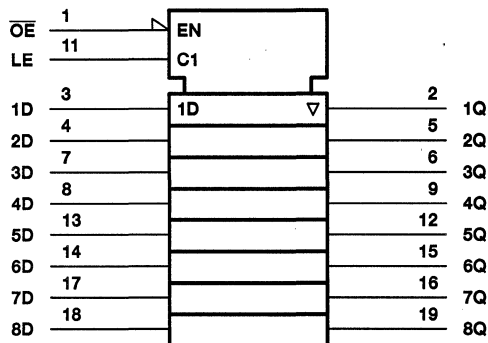 OE 1 EN
LE 11 C1
1D 3 1D ▽ 2 1Q
2D 4 5 2Q
3D 7 6 3Q
4D 8 9 4Q
5D 13 12 5Q
6D 14 15 6Q
7D 17 16 7Q
8D 18 19 8Q